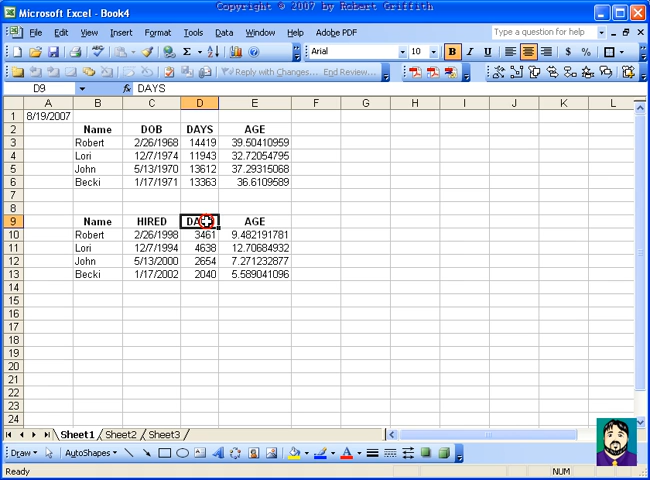 Copyright © 2007 by Robert Griffith
Microsoft Excel - Book4
File Edit View Insert Format Tools Data Window Help Adobe PDF Type a question for help
Arial 10 B I U $ %
Reply with Changes... End Review...
D9 fx DAYS
A B C D E F G H I J K L
1 8/19/2007
2 Name DOB DAYS AGE
3 Robert 2/26/1968 14419 39.50410959
4 Lori 12/7/1974 11943 32.72054795
5 John 5/13/1970 13612 37.29315068
6 Becki 1/17/1971 13363 36.6109589
7
8
9 Name HIRED AGE
10 Robert 2/26/1998 3461 9.482191781
11 Lori 12/7/1994 4638 12.70684932
12 John 5/13/2000 2654 7.271232877
13 Becki 1/17/2002 2040 5.589041096
14
15
16
17
18
19
20
21
22
23
24
Sheet1 Sheet2 Sheet3
Draw AutoShapes
Ready NUM